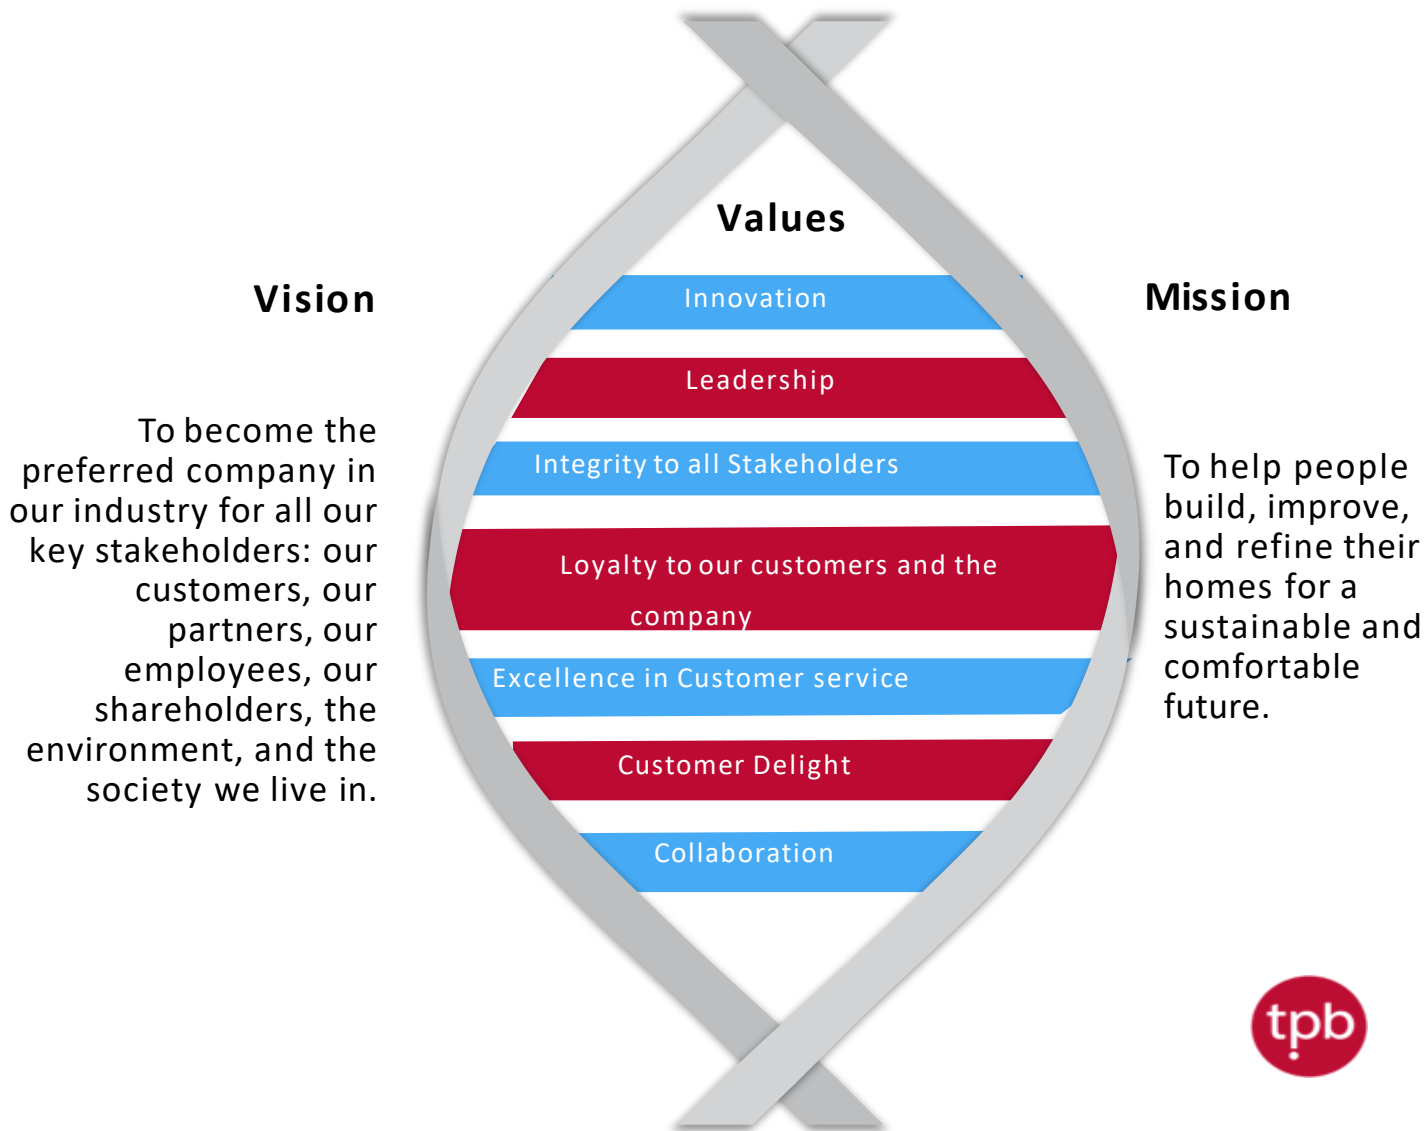 Values
Innovation
Leadership
Integrity to all Stakeholders
Loyalty to our customers and the
company
Excellence in Customer service
Customer Delight
Collaboration
Vision
To become the
preferred company in
our industry for all our
key stakeholders: our
customers, our
partners, our
employees, our
shareholders, the
environment, and the
society we live in.
Mission
To help people
build, improve,
and refine their
homes for a
sustainable and
comfortable
future.
tpb